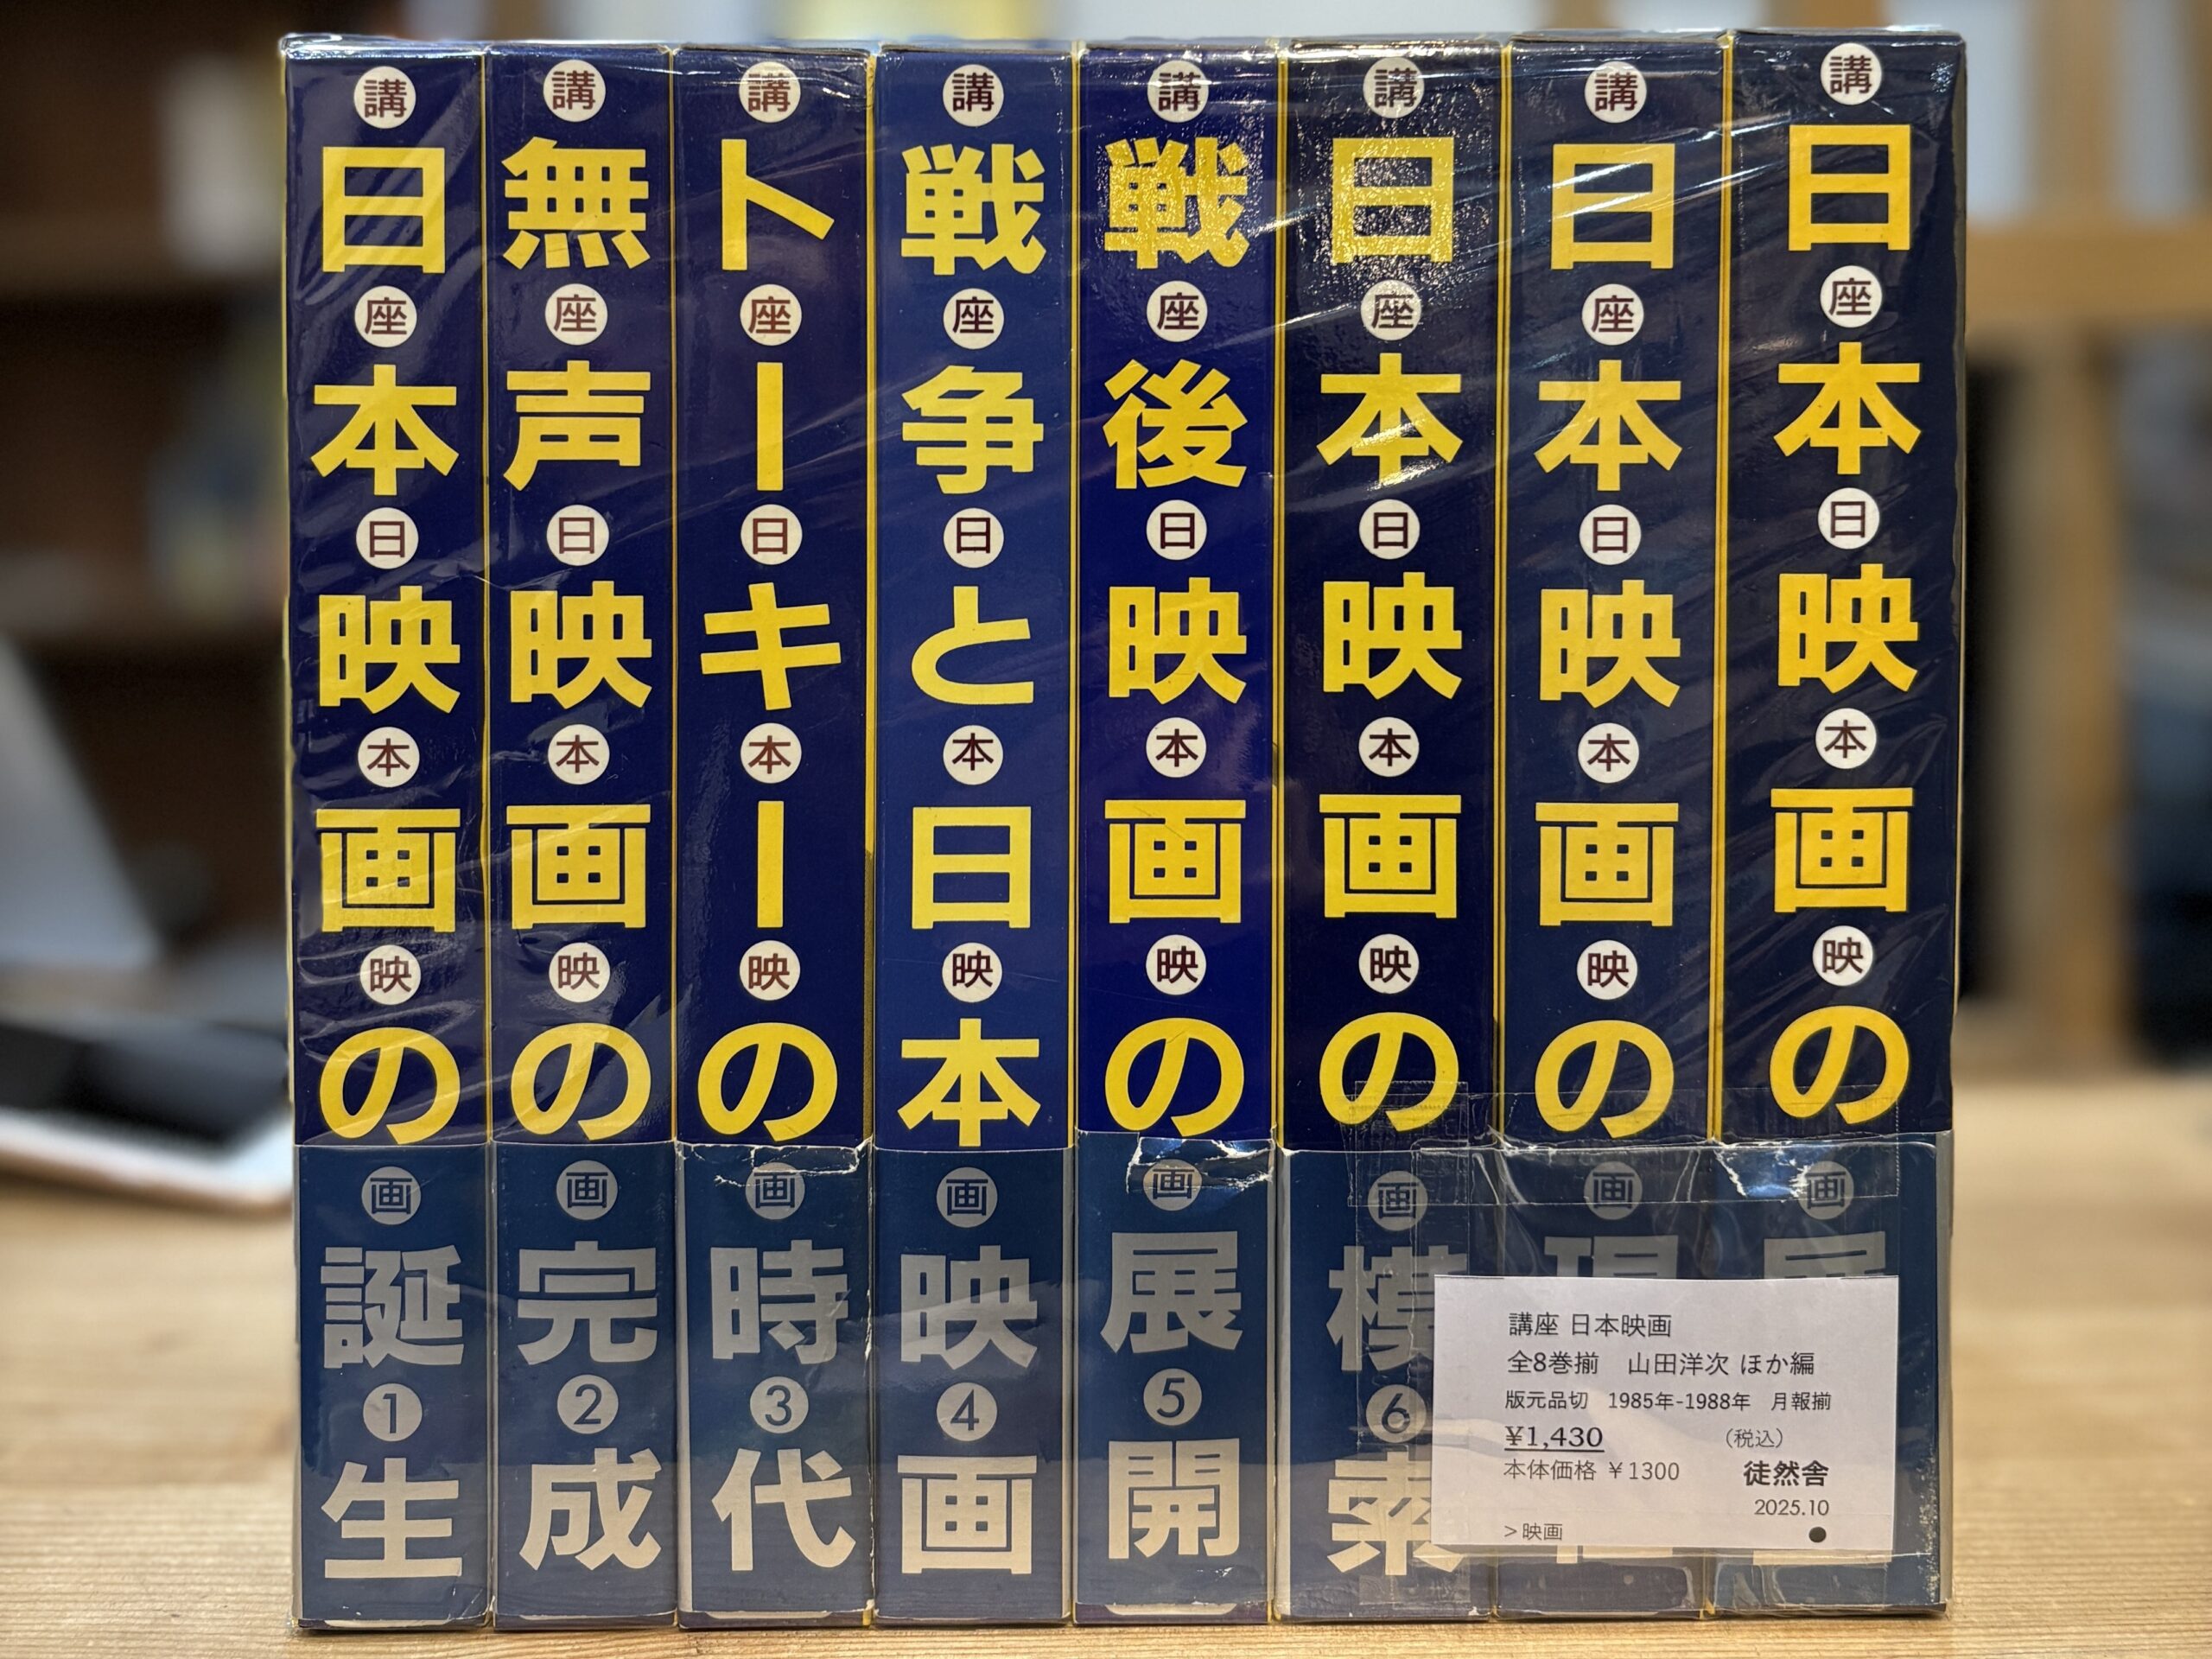 講座日本映画1
日本映画の誕生
講座日本映画2
無声映画の完成
講座日本映画3
トーキーの時代
講座日本映画4
戦争と日本映画
講座日本映画5
戦後映画の展開
講座日本映画6
日本映画の模索
講座日本映画
日本映画の
講座日本映画
日本映画の
講座 日本映画
全8巻揃 山田洋次 ほか編
版元品切 1985年-1988年 月報揃
¥1,430 (税込)
本体価格 ¥1300 徒然舎
2025.10
>映画 ●